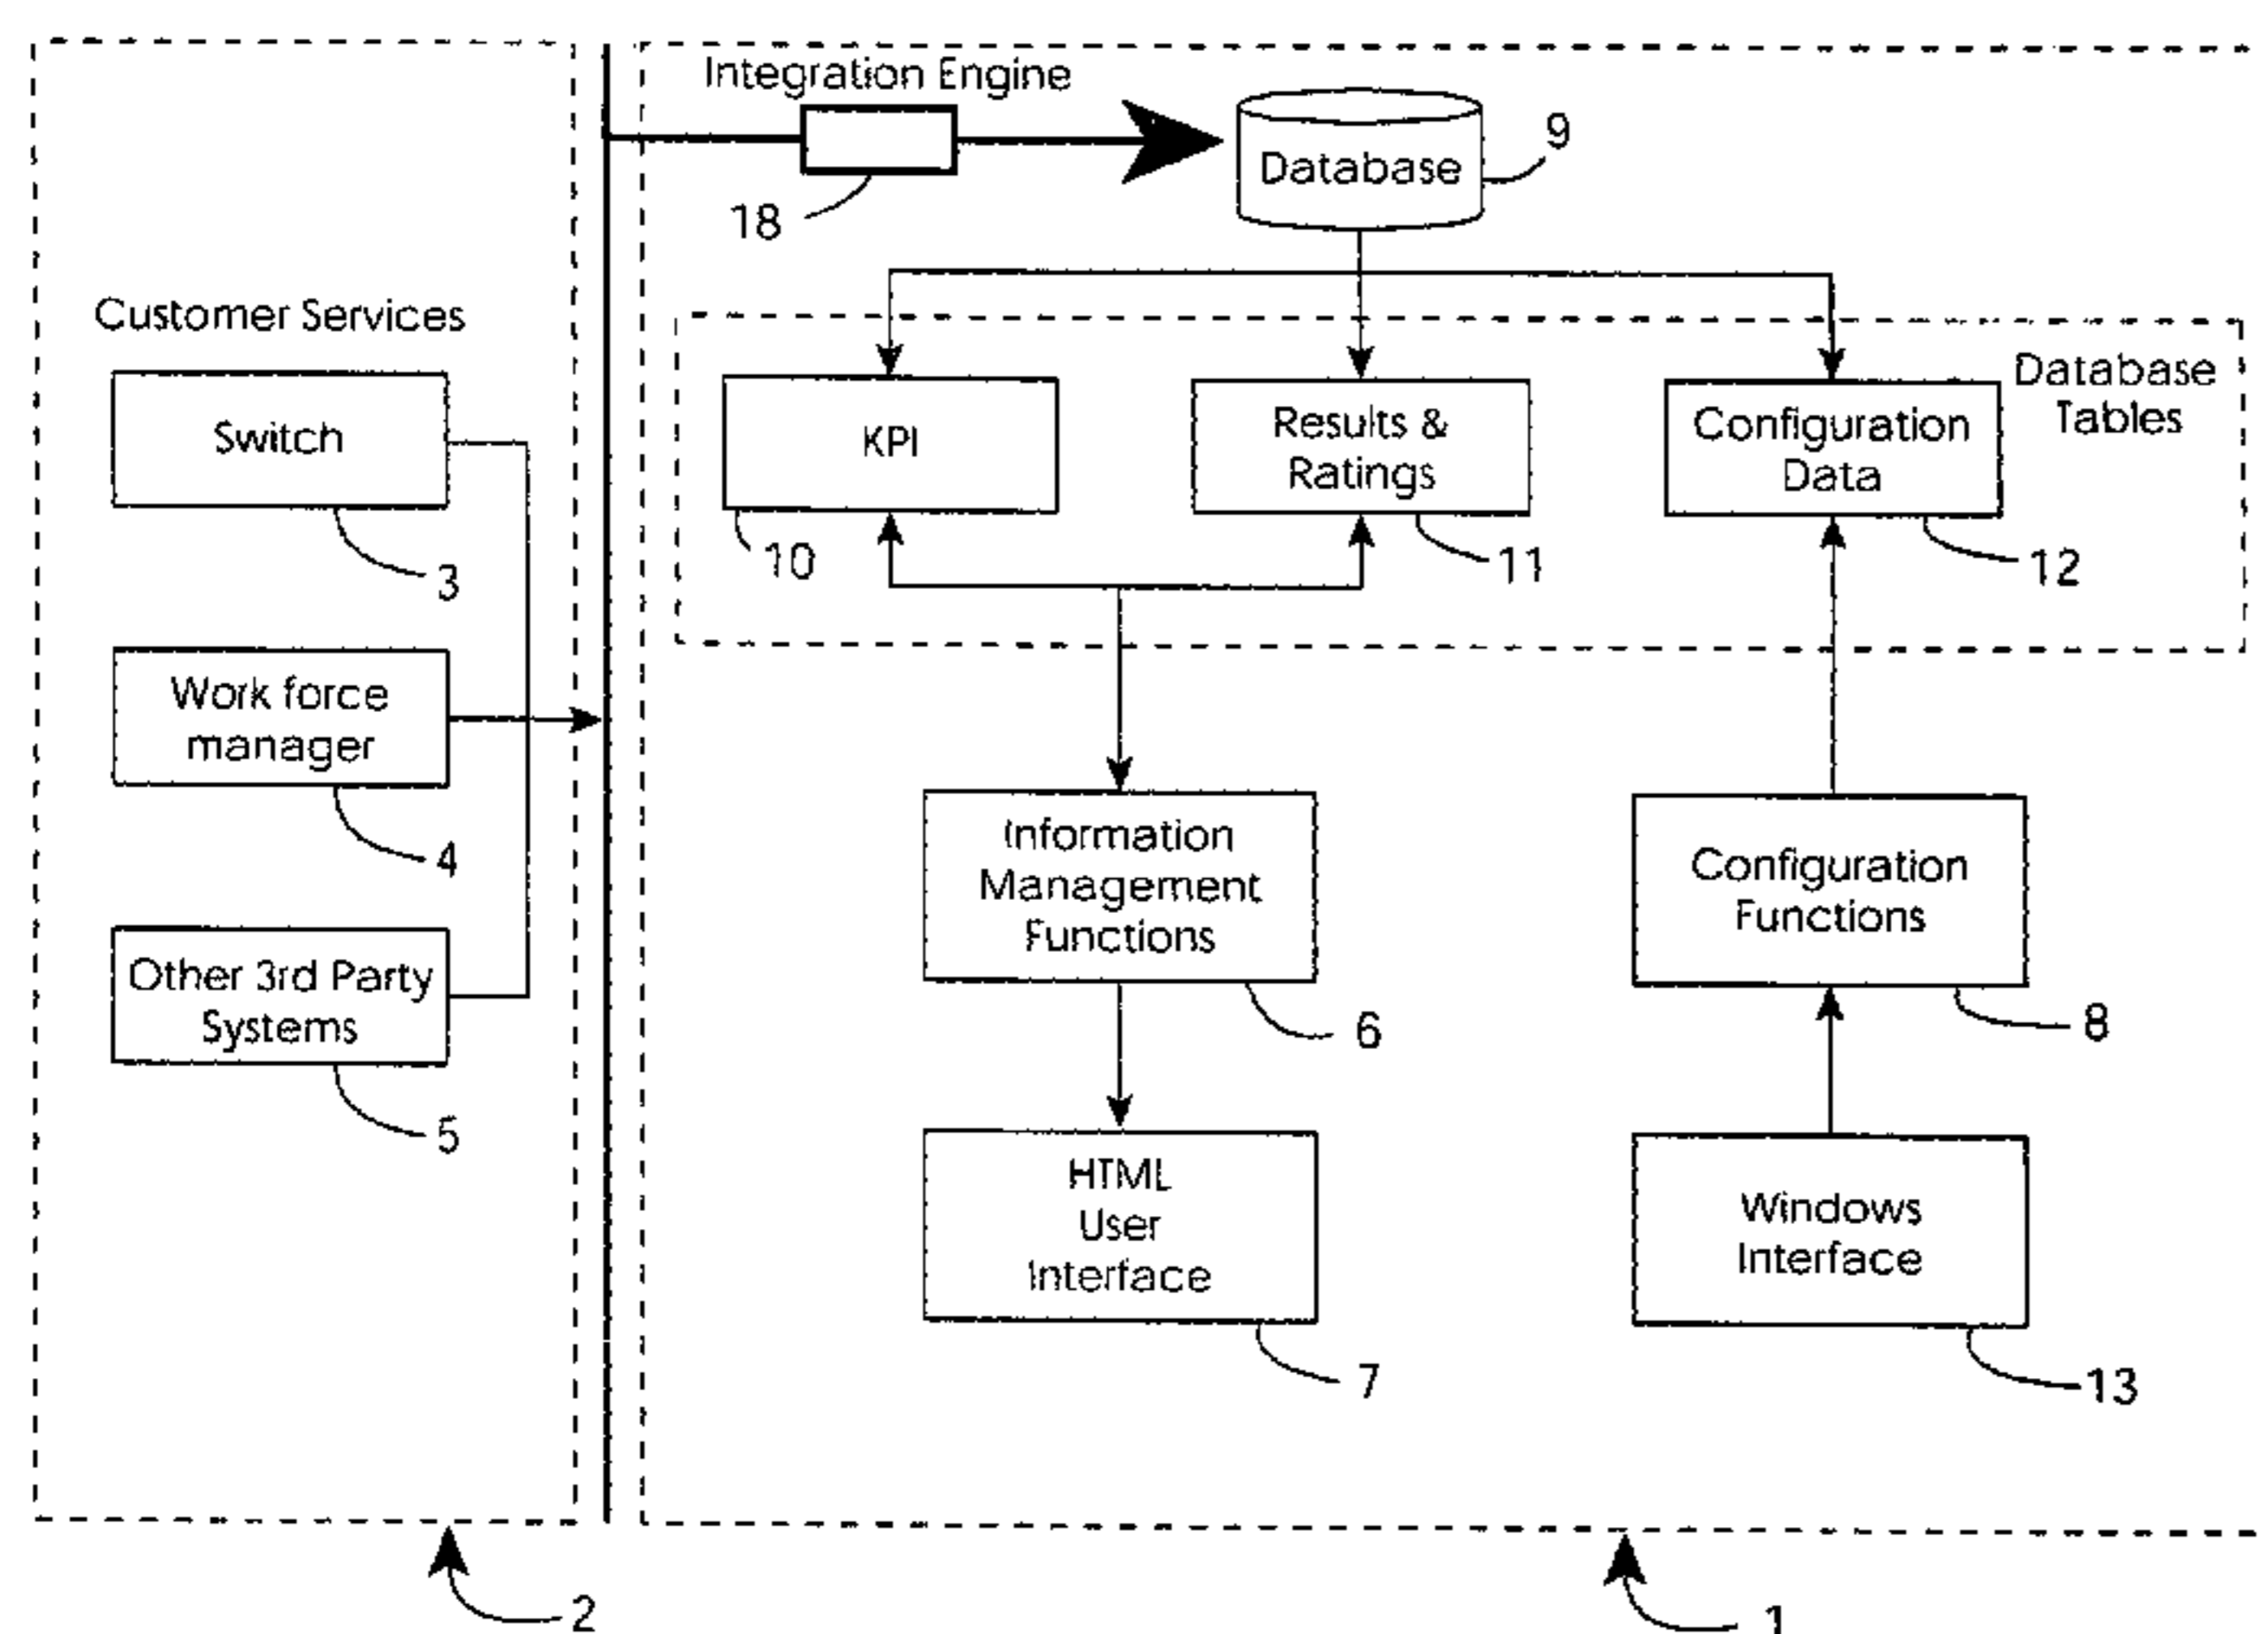 Integration Engine
18
Database
9
Customer Services
Switch
3
Work force
manager
4
Other 3rd Party
Systems
5
Database
Tables
KPI
10
Results &
Ratings
11
Configuration
Data
12
Information
Management
Functions
6
Configuration
Functions
8
HTML
User
Interface
7
Windows
Interface
13
2
1